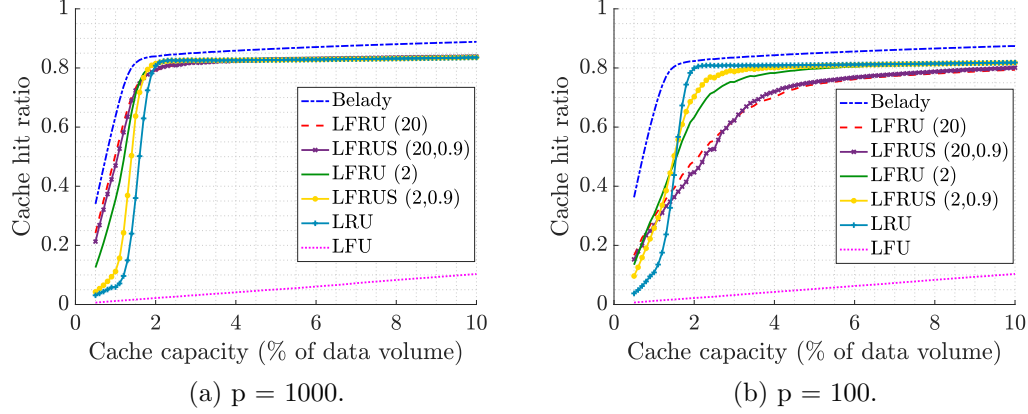 Cache hit ratio
1
0.8
0.6
0.4
0.2
0
Belady
LFRU (20)
LFRUS (20,0.9)
LFRU (2)
LFRUS (2,0.9)
LRU
LFU
0 2 4 6 8 10
Cache capacity (% of data volume)
(a) p = 1000.
Cache hit ratio
1
0.8
0.6
0.4
0.2
0
Belady
LFRU (20)
LFRUS (20,0.9)
LFRU (2)
LFRUS (2,0.9)
LRU
LFU
0 2 4 6 8 10
Cache capacity (% of data volume)
(b) p = 100.